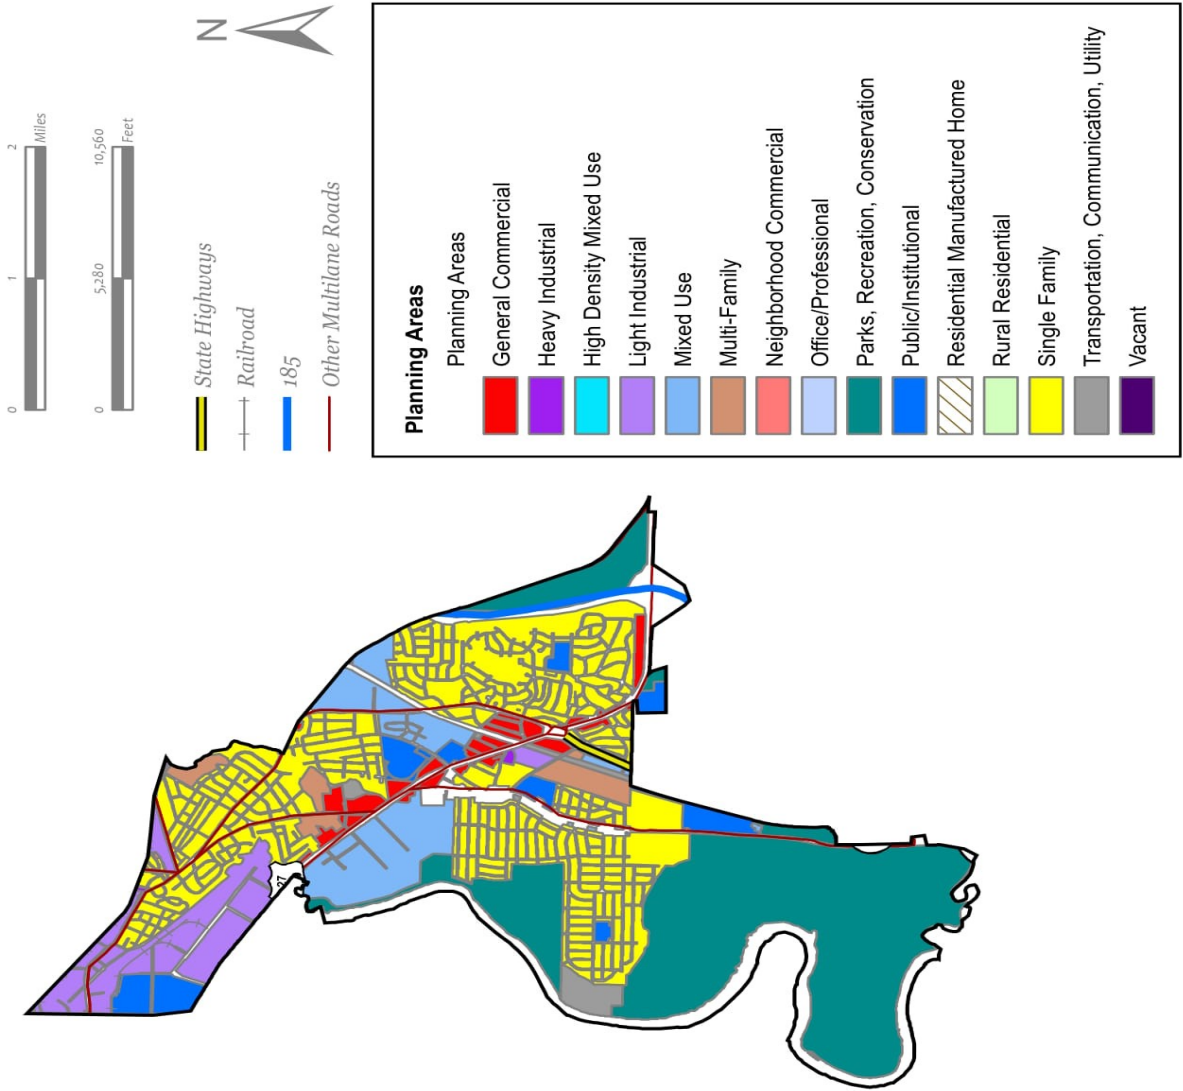 N
0 1 2
Miles
0 5,280 10,560
Feet
State Highways
Railroad
185
Other Multilane Roads
Planning Areas
Planning Areas
General Commercial
Heavy Industrial
High Density Mixed Use
Light Industrial
Mixed Use
Multi-Family
Neighborhood Commercial
Office/Professional
Parks, Recreation, Conservation
Public/Institutional
Residential Manufactured Home
Rural Residential
Single Family
Transportation, Communication, Utility
Vacant
27